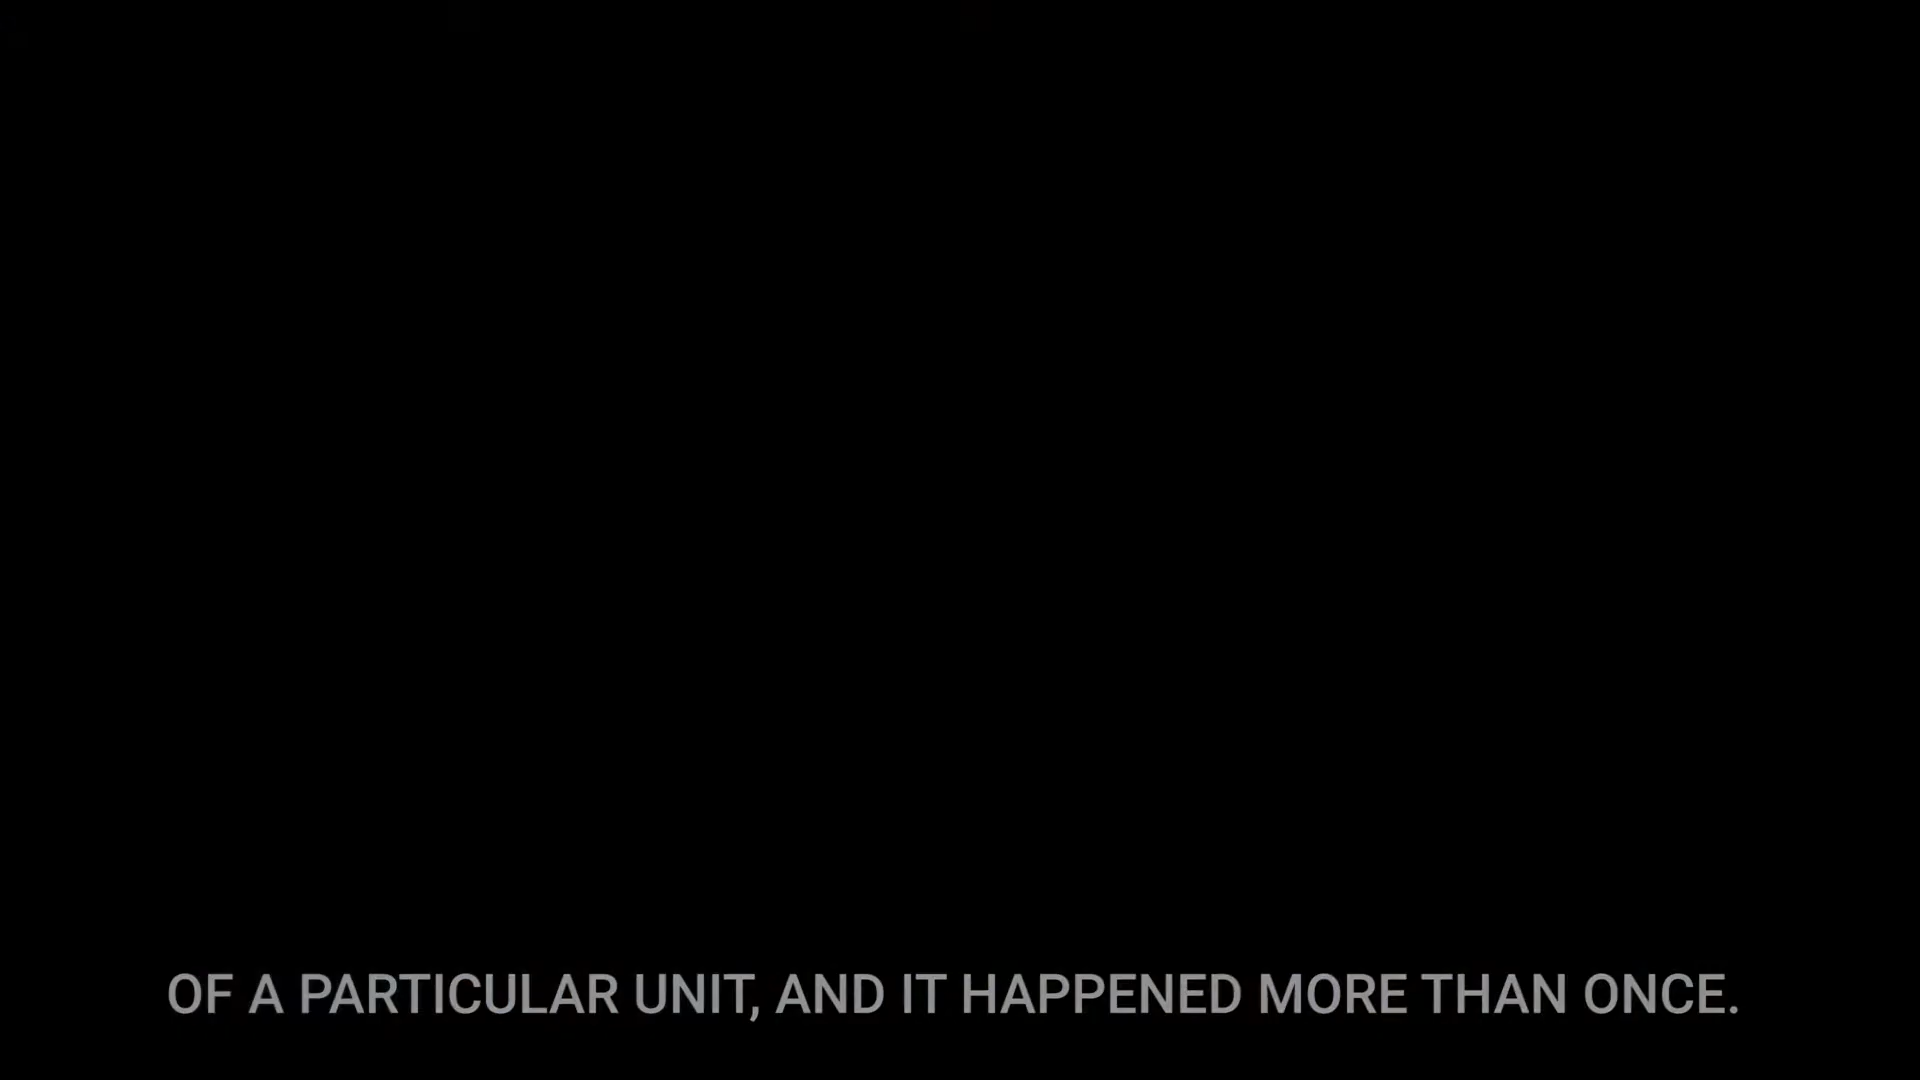 OF A PARTICULAR UNIT, AND IT HAPPENED MORE THAN ONCE.